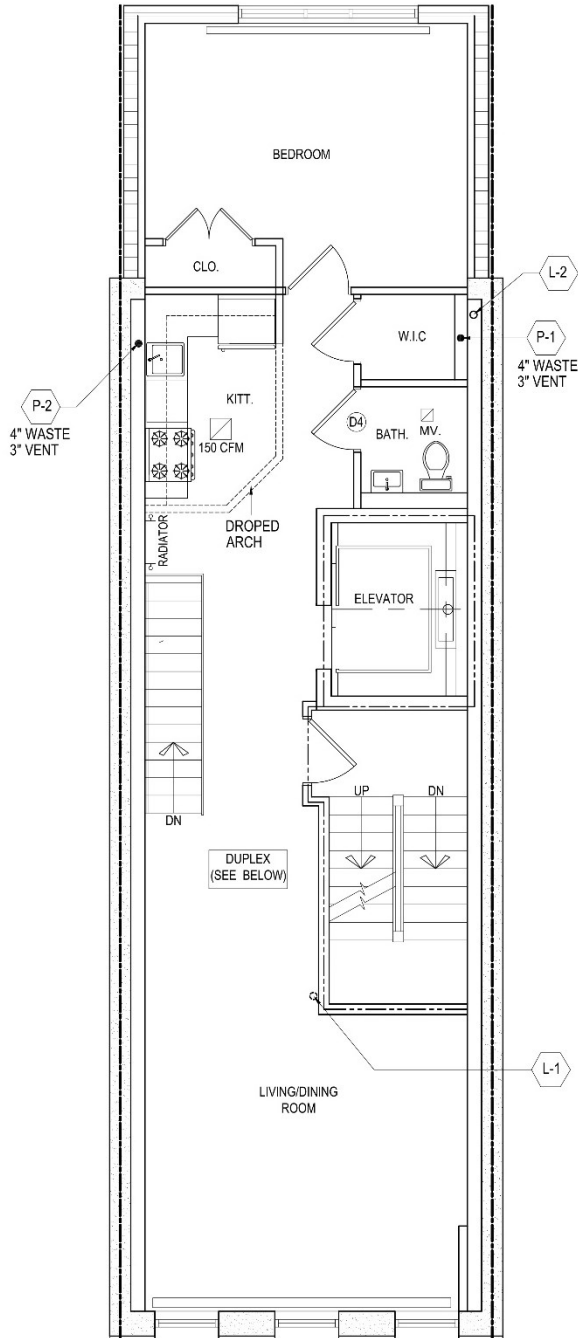 BEDROOM
CLO.
L-2
W.I.C
P-1
4" WASTE
3" VENT
P-2
4" WASTE
3" VENT
KITT.
150 CFM
D4
BATH.
MV.
DROPED
ARCH
RADIATOR
ELEVATOR
UP
DN
DN
DUPLEX
(SEE BELOW)
L-1
LIVING/DINING
ROOM